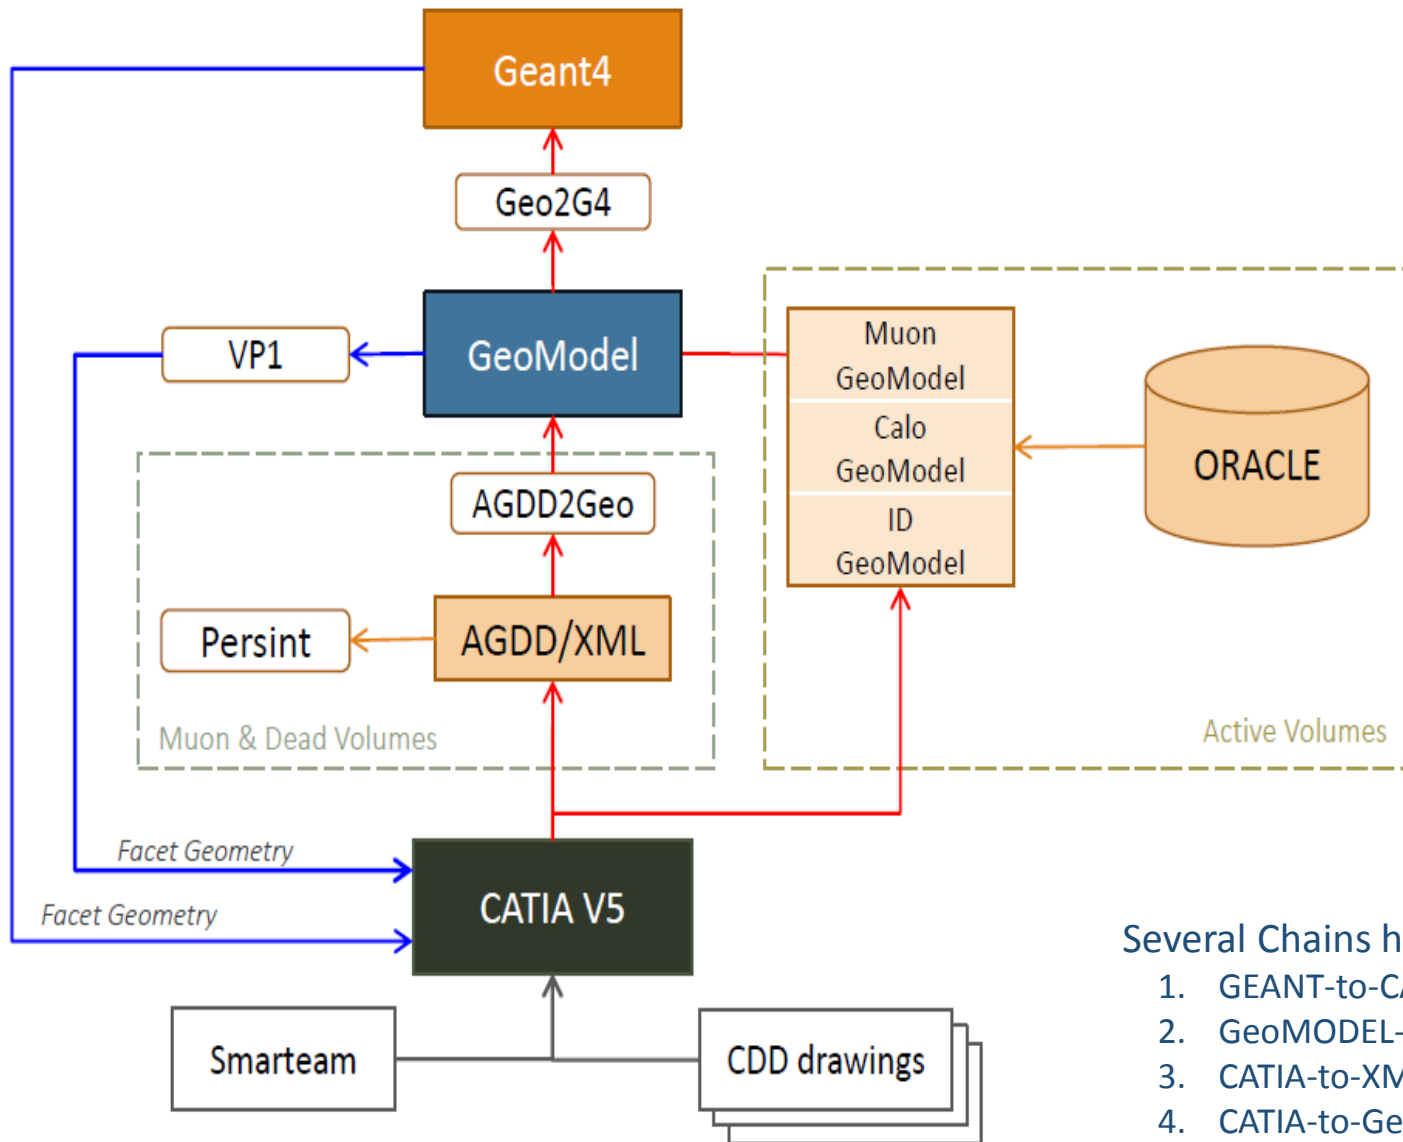 Geant4
Geo2G4
VP1
GeoModel
Muon
GeoModel
Calo
GeoModel
ID
GeoModel
ORACLE
AGDD2Geo
Persint
AGDD/XML
Muon & Dead Volumes
Active Volumes
Facet Geometry
Facet Geometry
CATIA V5
Smarteam
CDD drawings
Several Chains
1. GEANT-to-
2. GeoMODEL-
3. CATIA-to-
4. CATIA-to-